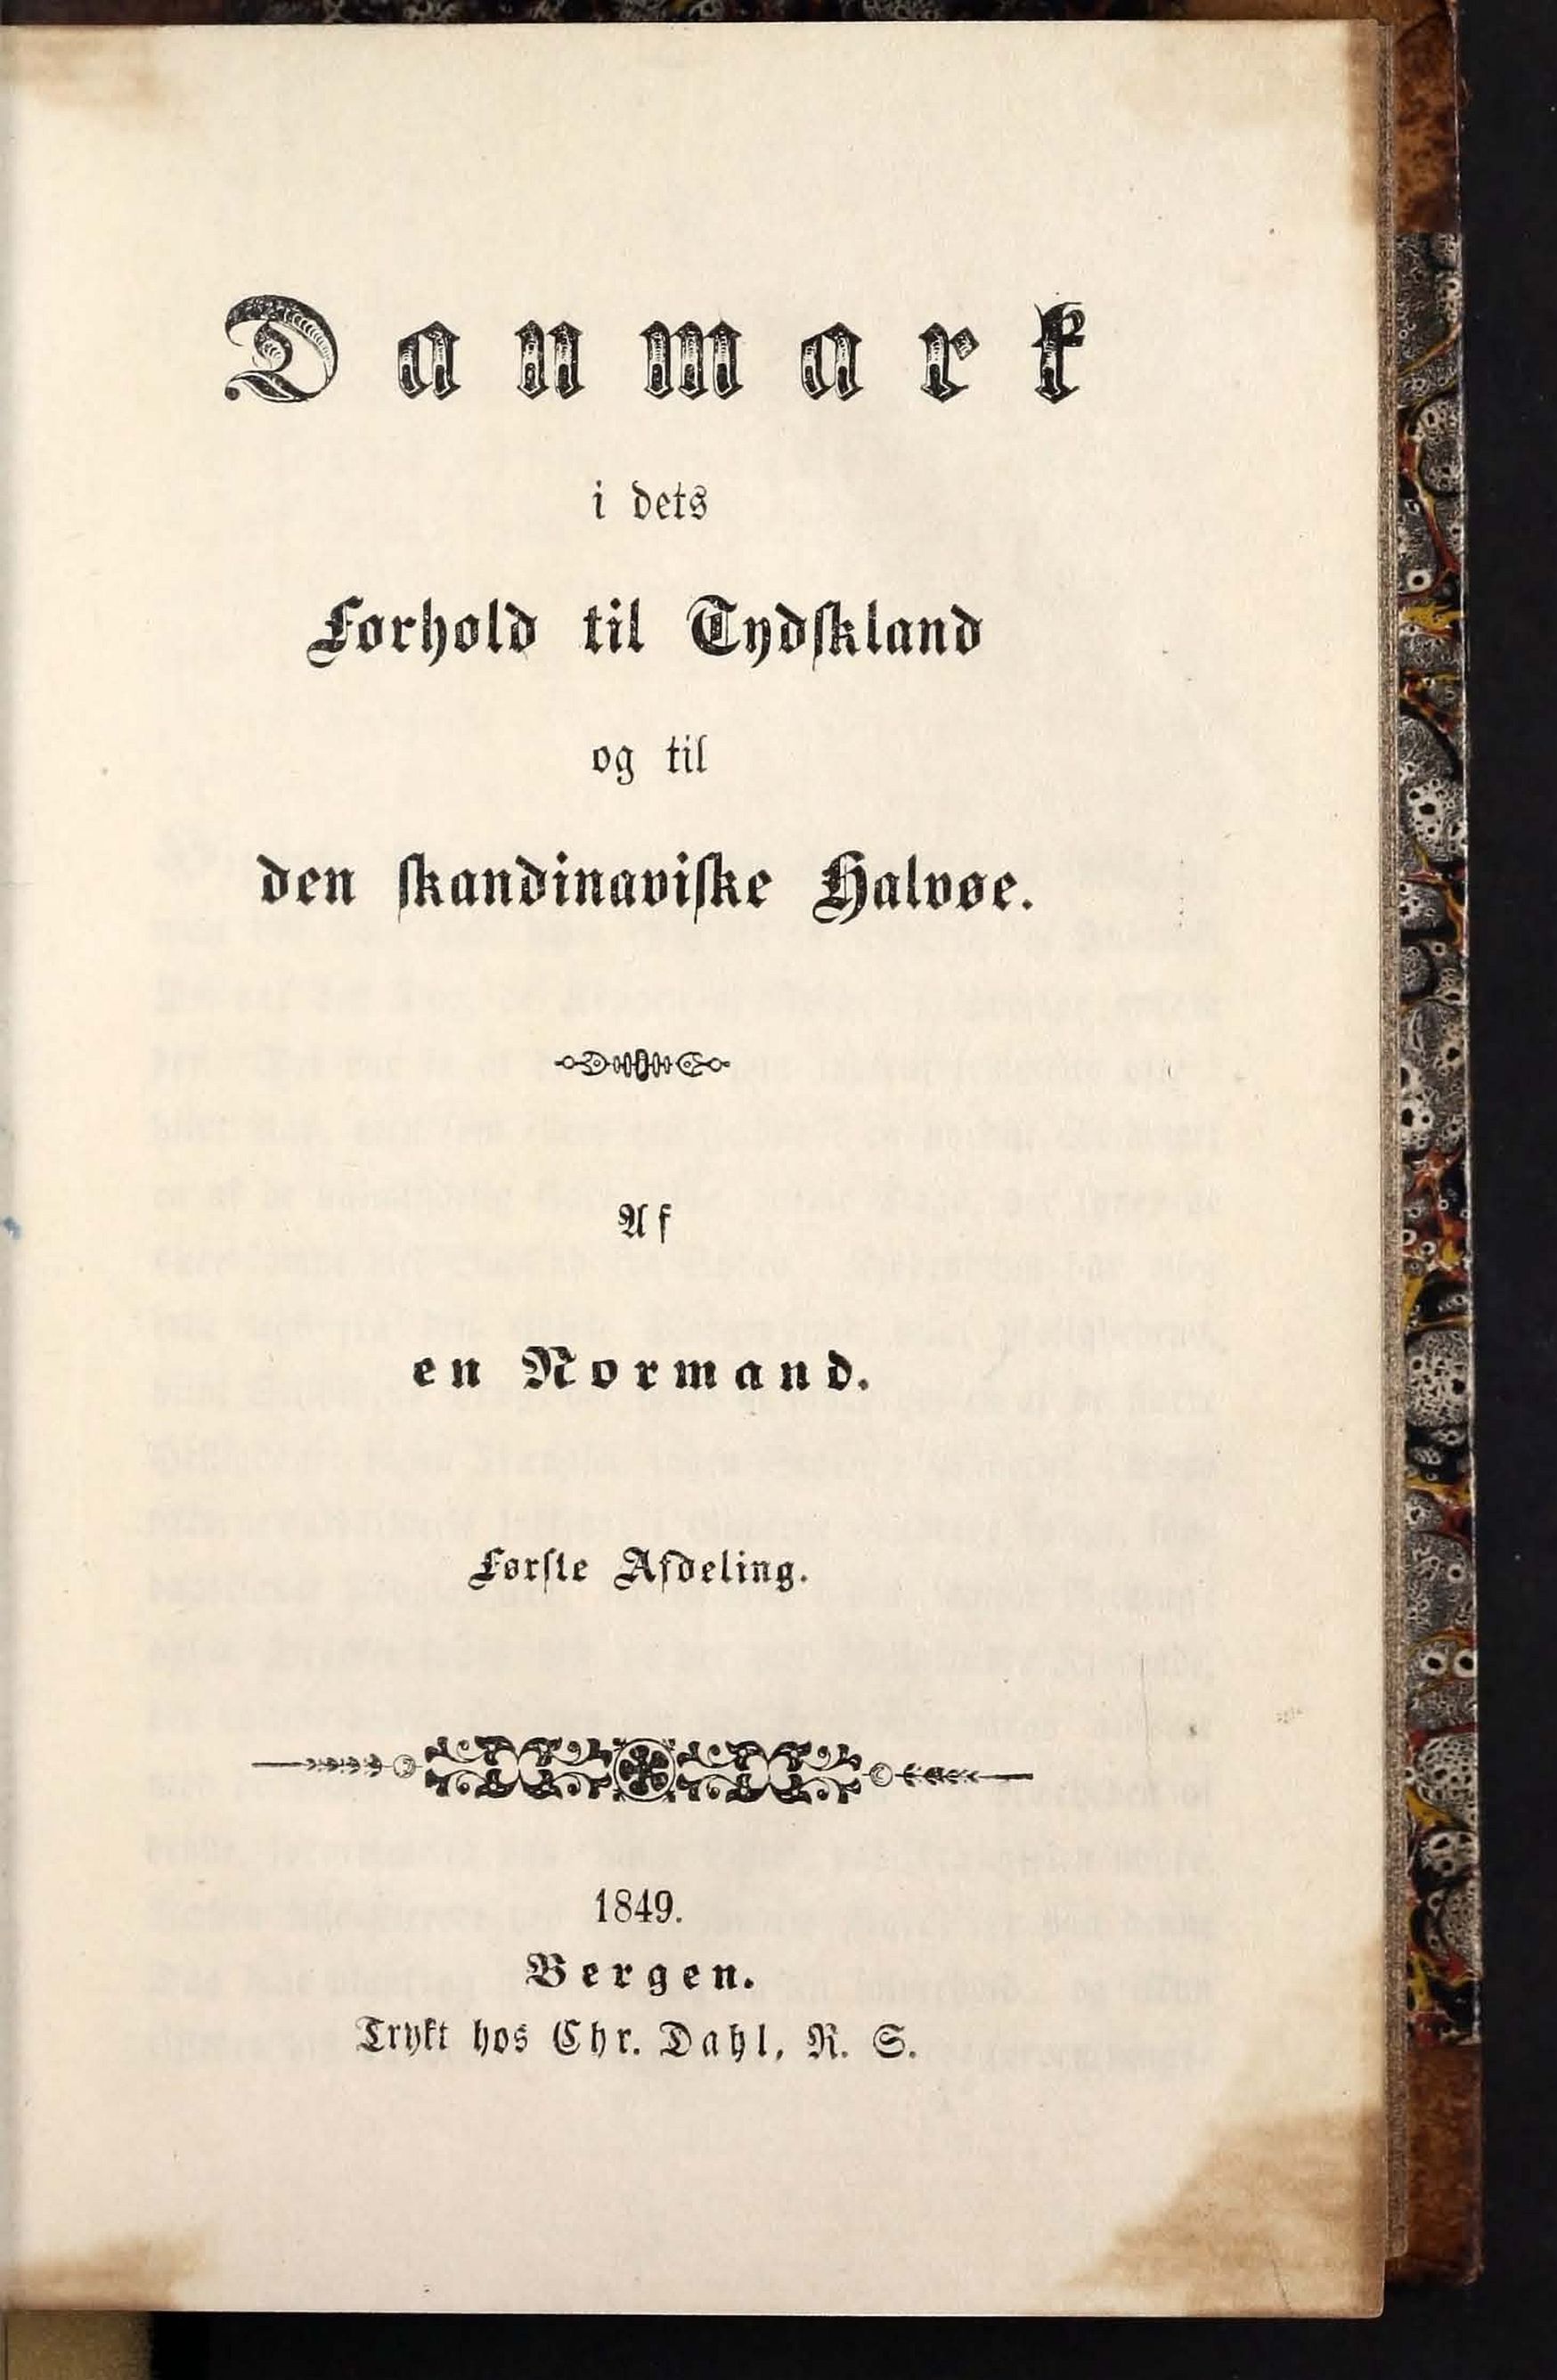 Danmark
i dets
Forhold til Tydſkland
og til
den ſkandinaviſke Halvøe.
Af
en Normand.
Førſte Afdeling.
1849.
Bergen.
Trykt hos Chr. Dahl, R. S.